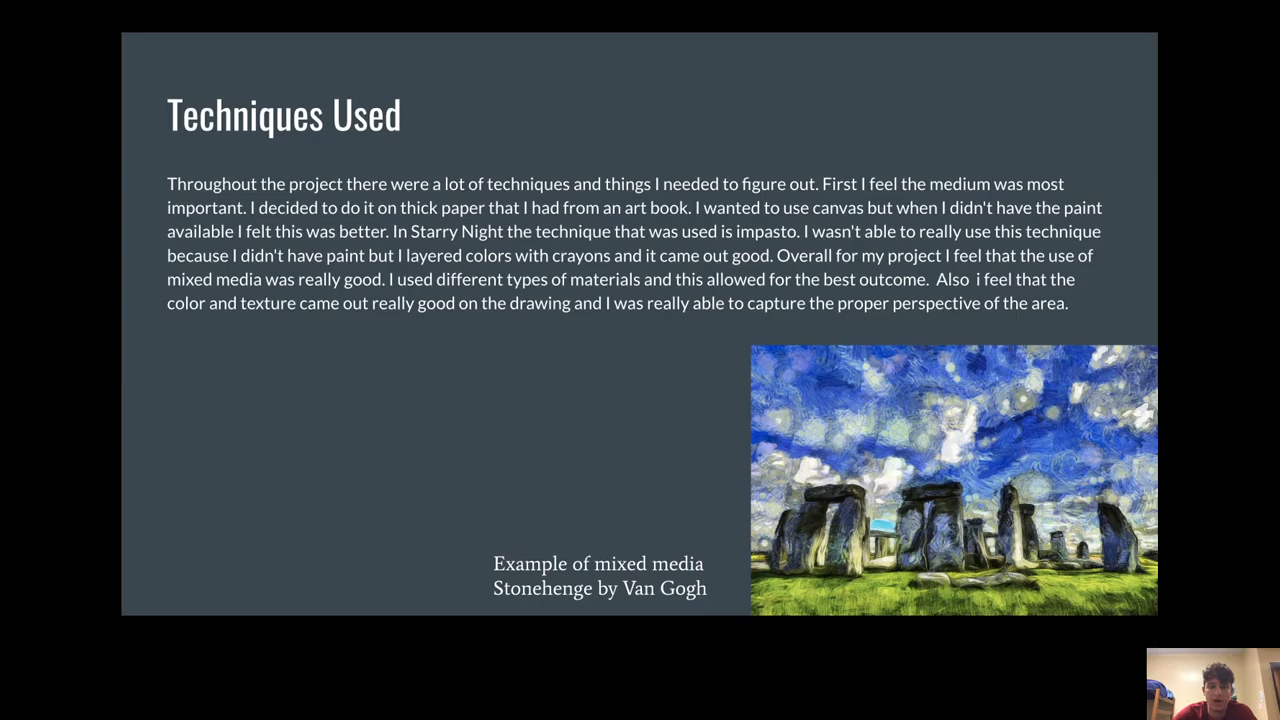 Techniques Used
Throughout the project there were a lot of techniques and things I needed to figure out. First I feel the medium was most
important. I decided to do it on thick paper that I had from an art book. I wanted to use canvas but when I didn't have the paint
available I felt this was better. In Starry Night the technique that was used is impasto. I wasn't able to really use this technique
because I didn't have paint but I layered colors with crayons and it came out good. Overall for my project I feel that the use of
mixed media was really good. I used different types of materials and this allowed for the best outcome.  Also  i feel that the
color and texture came out really good on the drawing and I was really able to capture the proper perspective of the area.
Example of mixed media
Stonehenge by Van Gogh